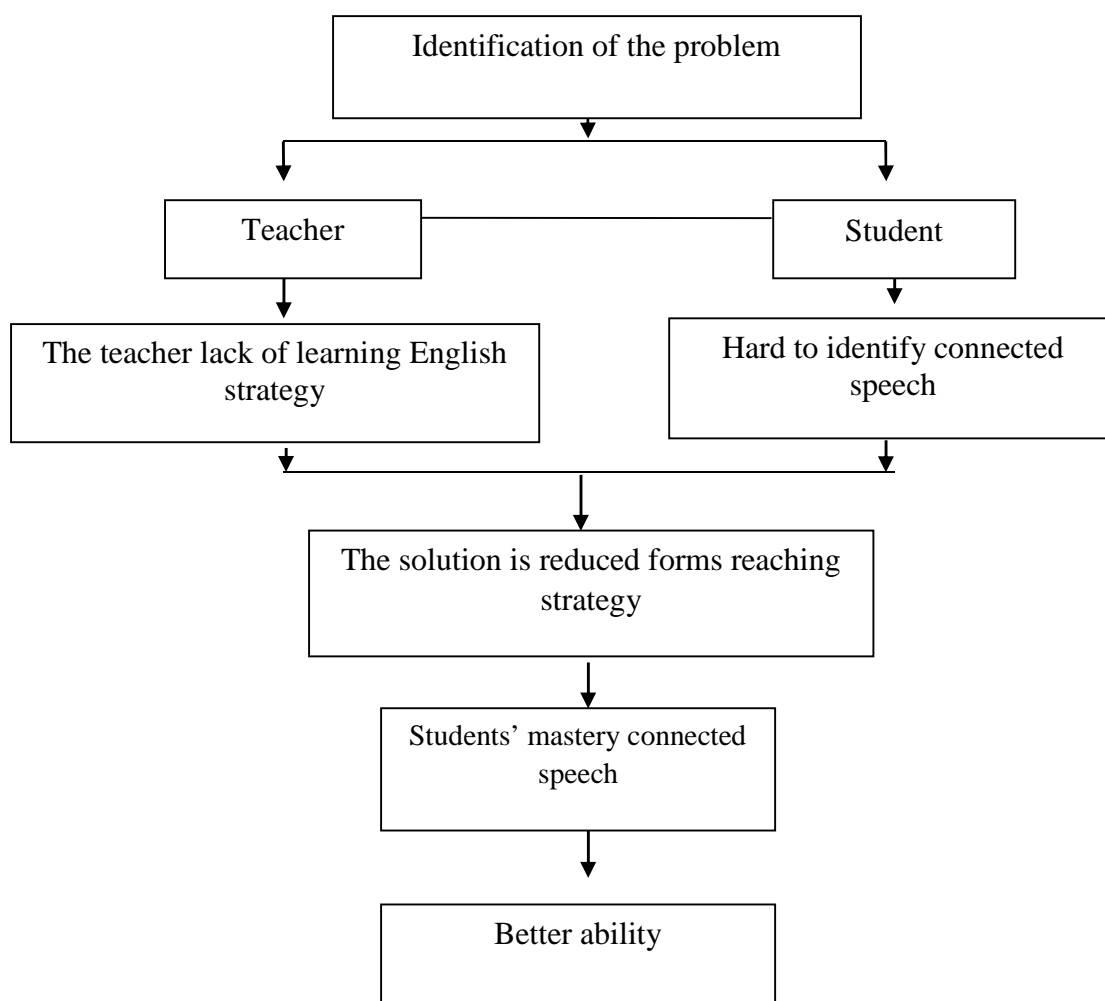 Identification of the problem
Teacher
Student
The teacher lack of learning English
strategy
Hard to identify connected
speech
The solution is reduced forms reaching
strategy
Students’ mastery connected
speech
Better ability